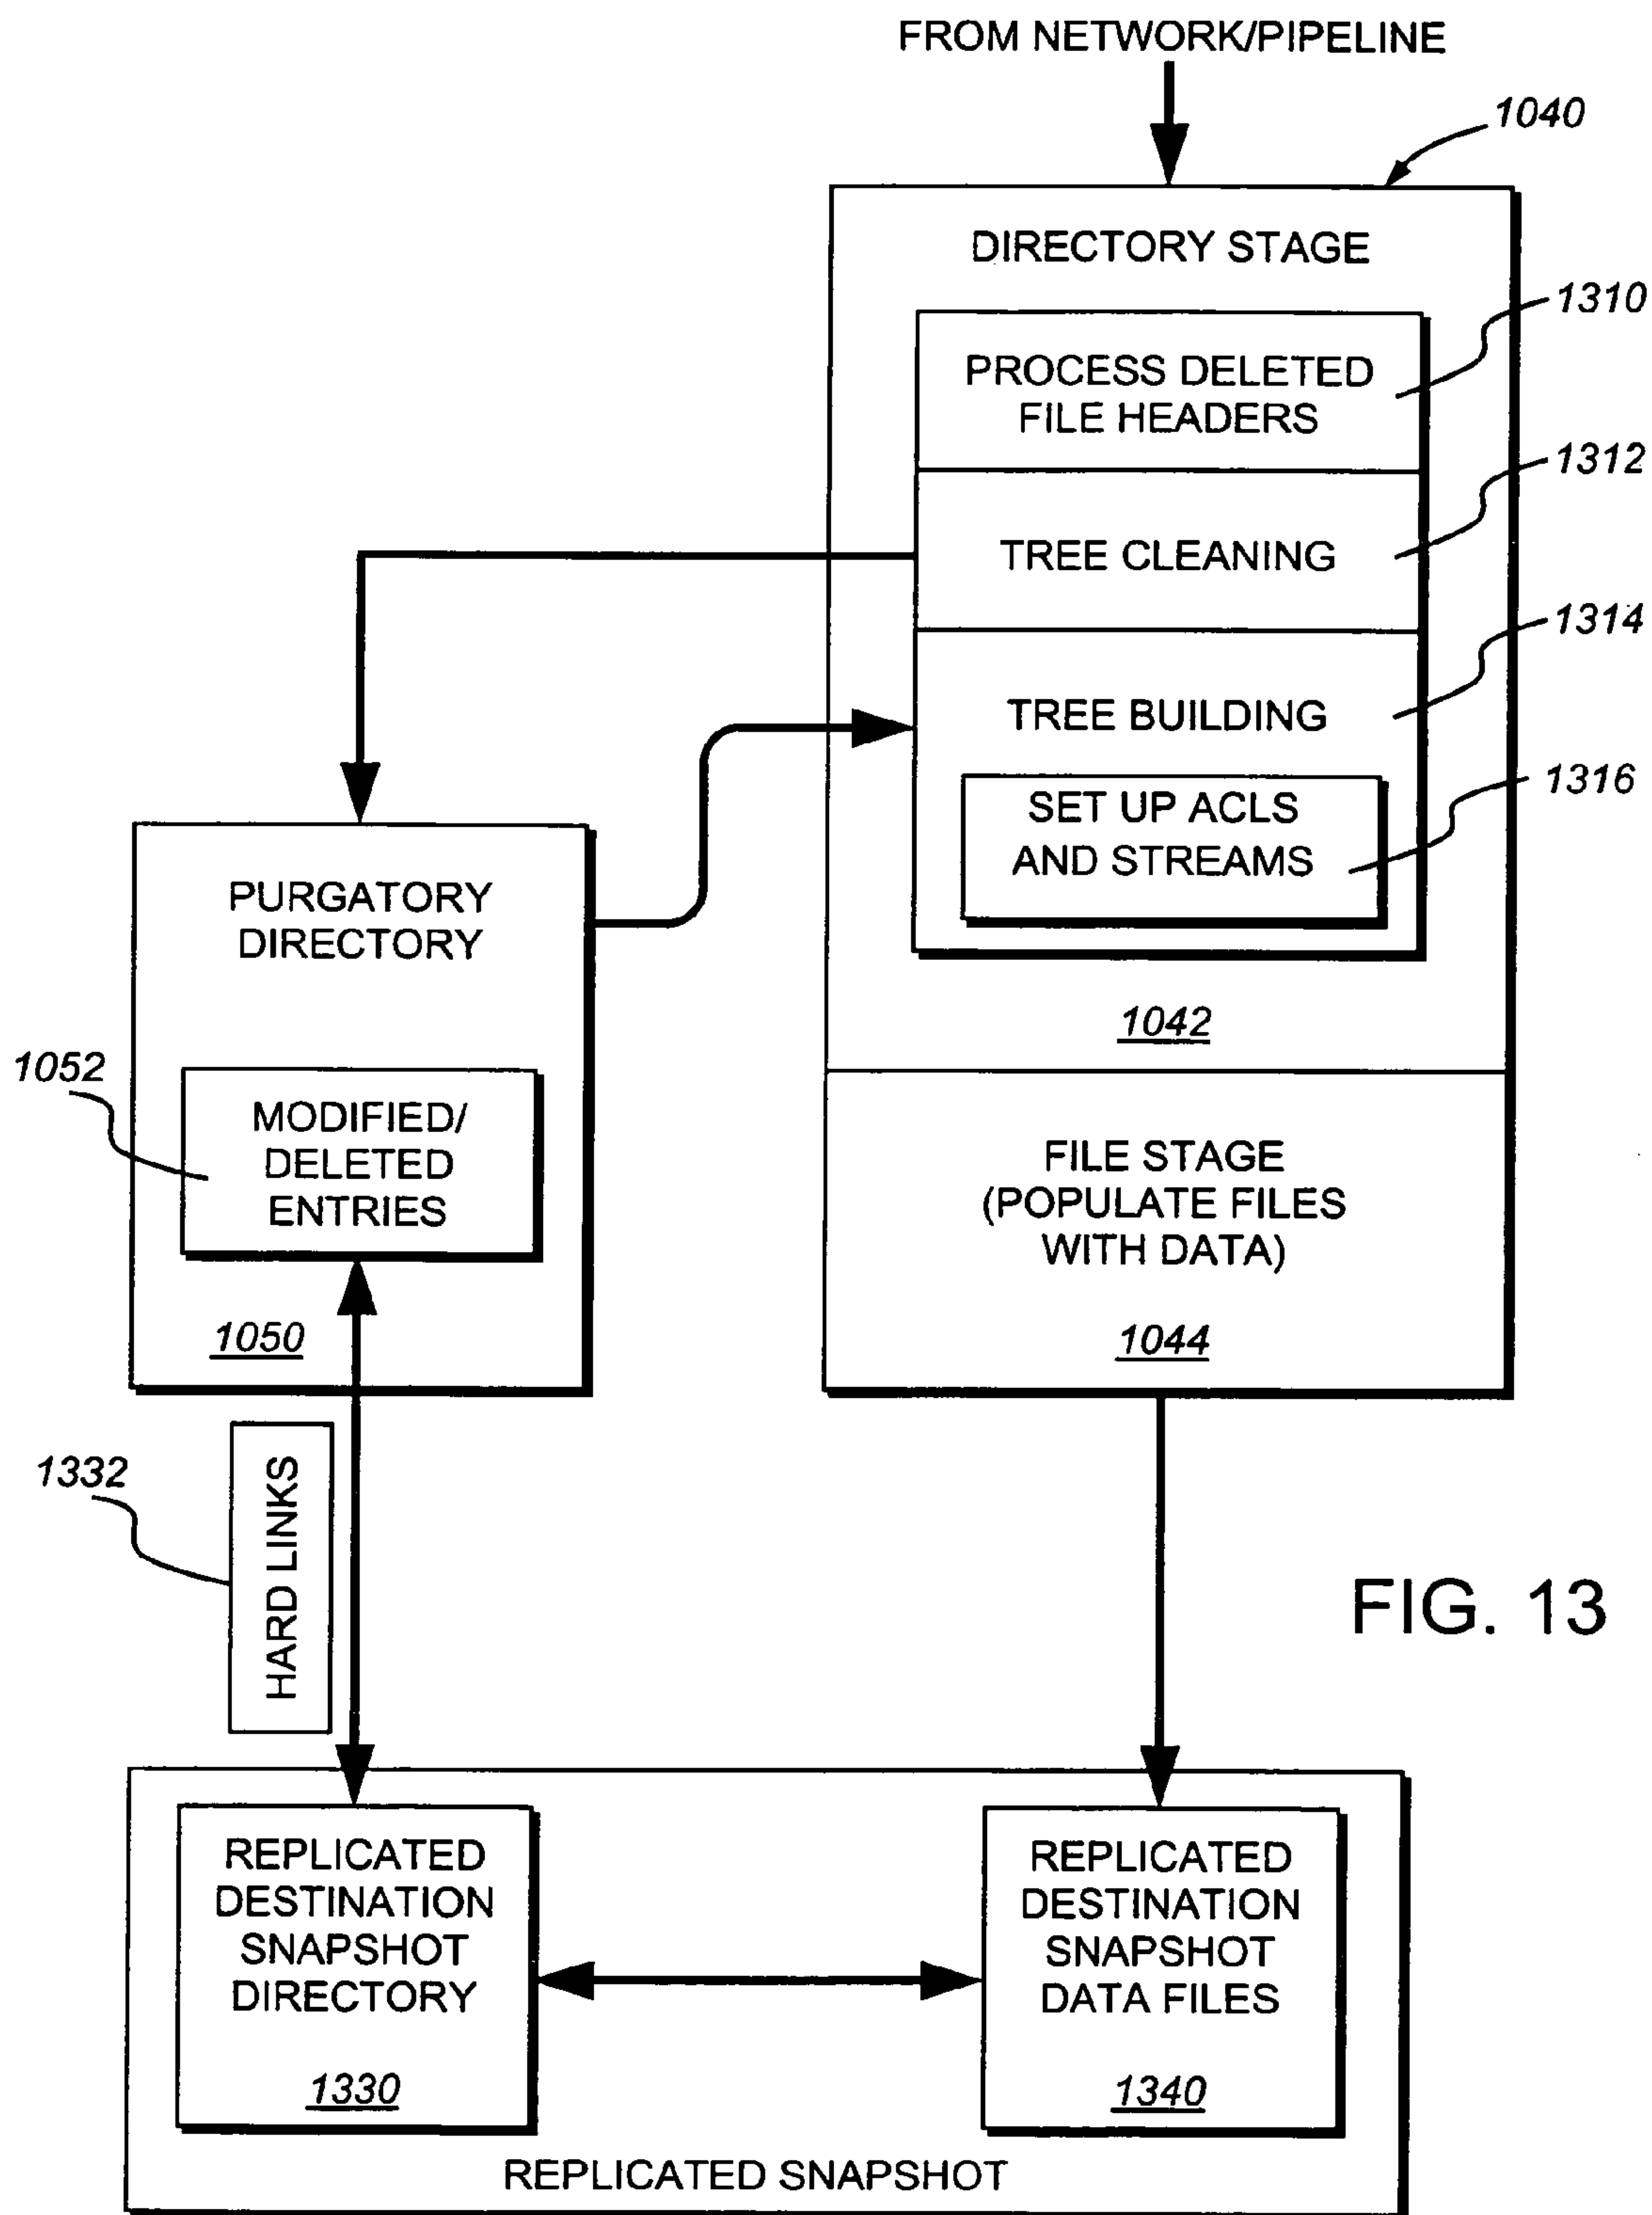 FROM NETWORK/PIPELINE
1040
DIRECTORY STAGE
1310
PROCESS DELETED
FILE HEADERS
1312
TREE CLEANING
1314
TREE BUILDING
1316
SET UP ACLS
AND STREAMS
1042
PURGATORY
DIRECTORY
1052
MODIFIED/
DELETED
ENTRIES
1050
FILE STAGE
(POPULATE FILES
WITH DATA)
1044
1332
HARD LINKS
FIG. 13
REPLICATED
DESTINATION
SNAPSHOT
DIRECTORY
1330
REPLICATED
DESTINATION
SNAPSHOT
DATA FILES
1340
REPLICATED SNAPSHOT